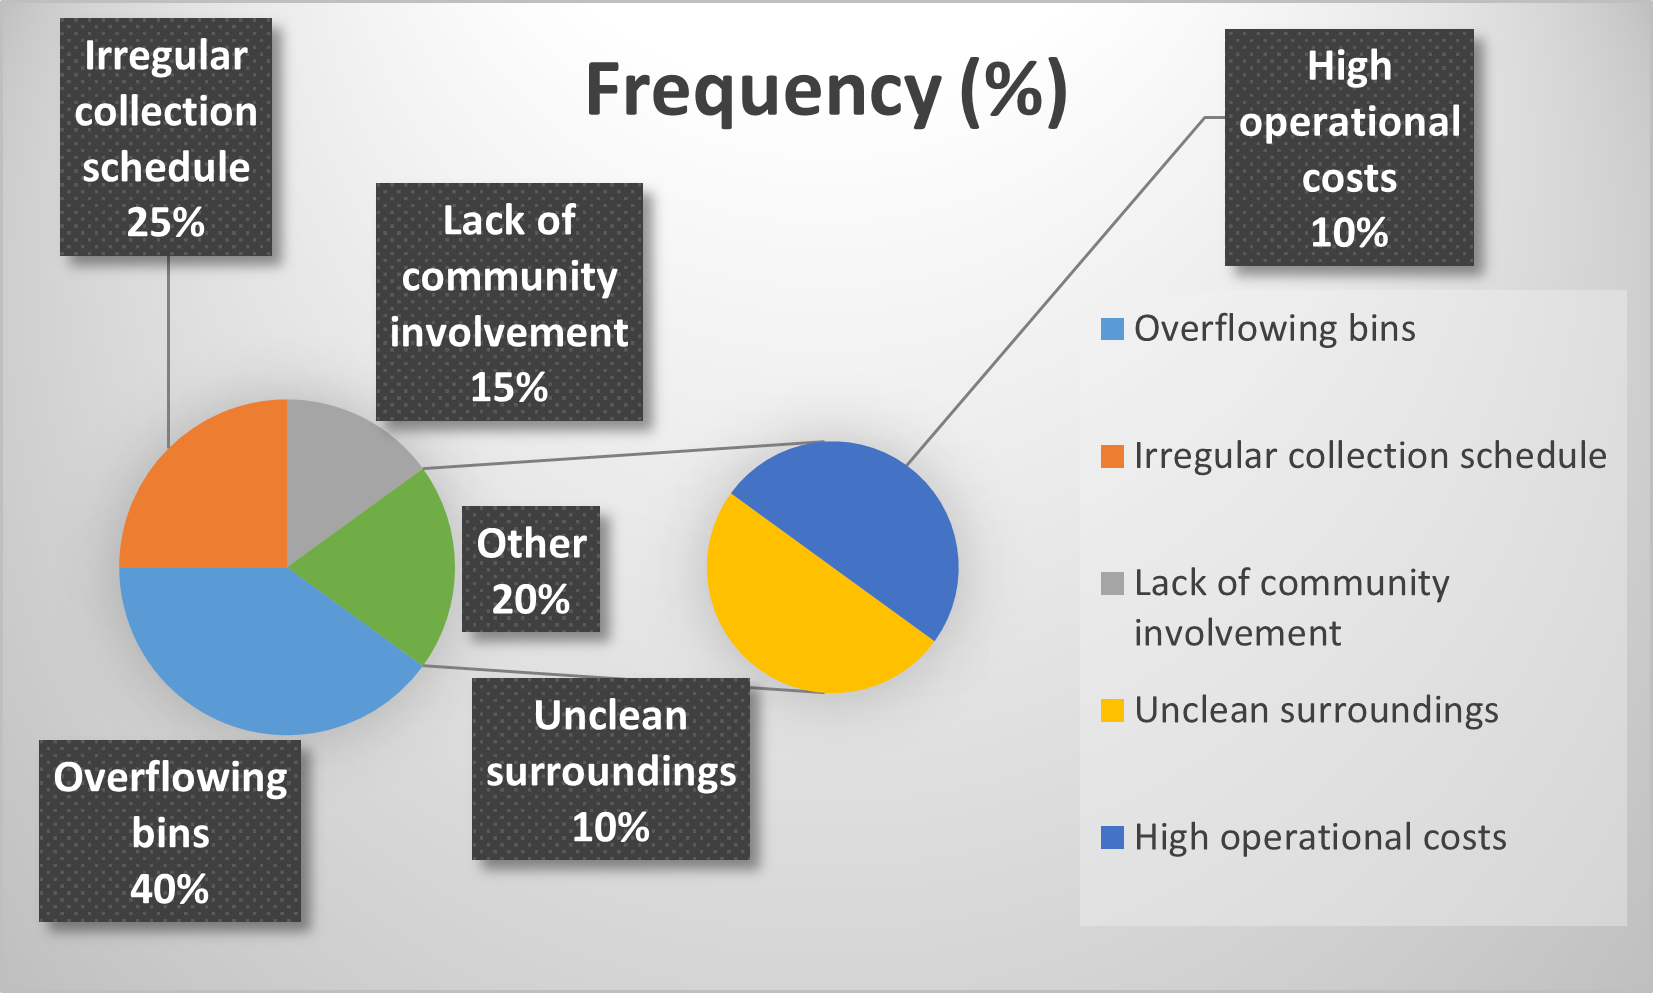 Frequency (%)
Irregular
collection
schedule
25%
Lack of
community
involvement
15%
High
operational
costs
10%
Other
20%
Unclean
surroundings
10%
Overflowing
bins
40%
Overflowing bins
Irregular collection schedule
Lack of community
involvement
Unclean surroundings
High operational costs